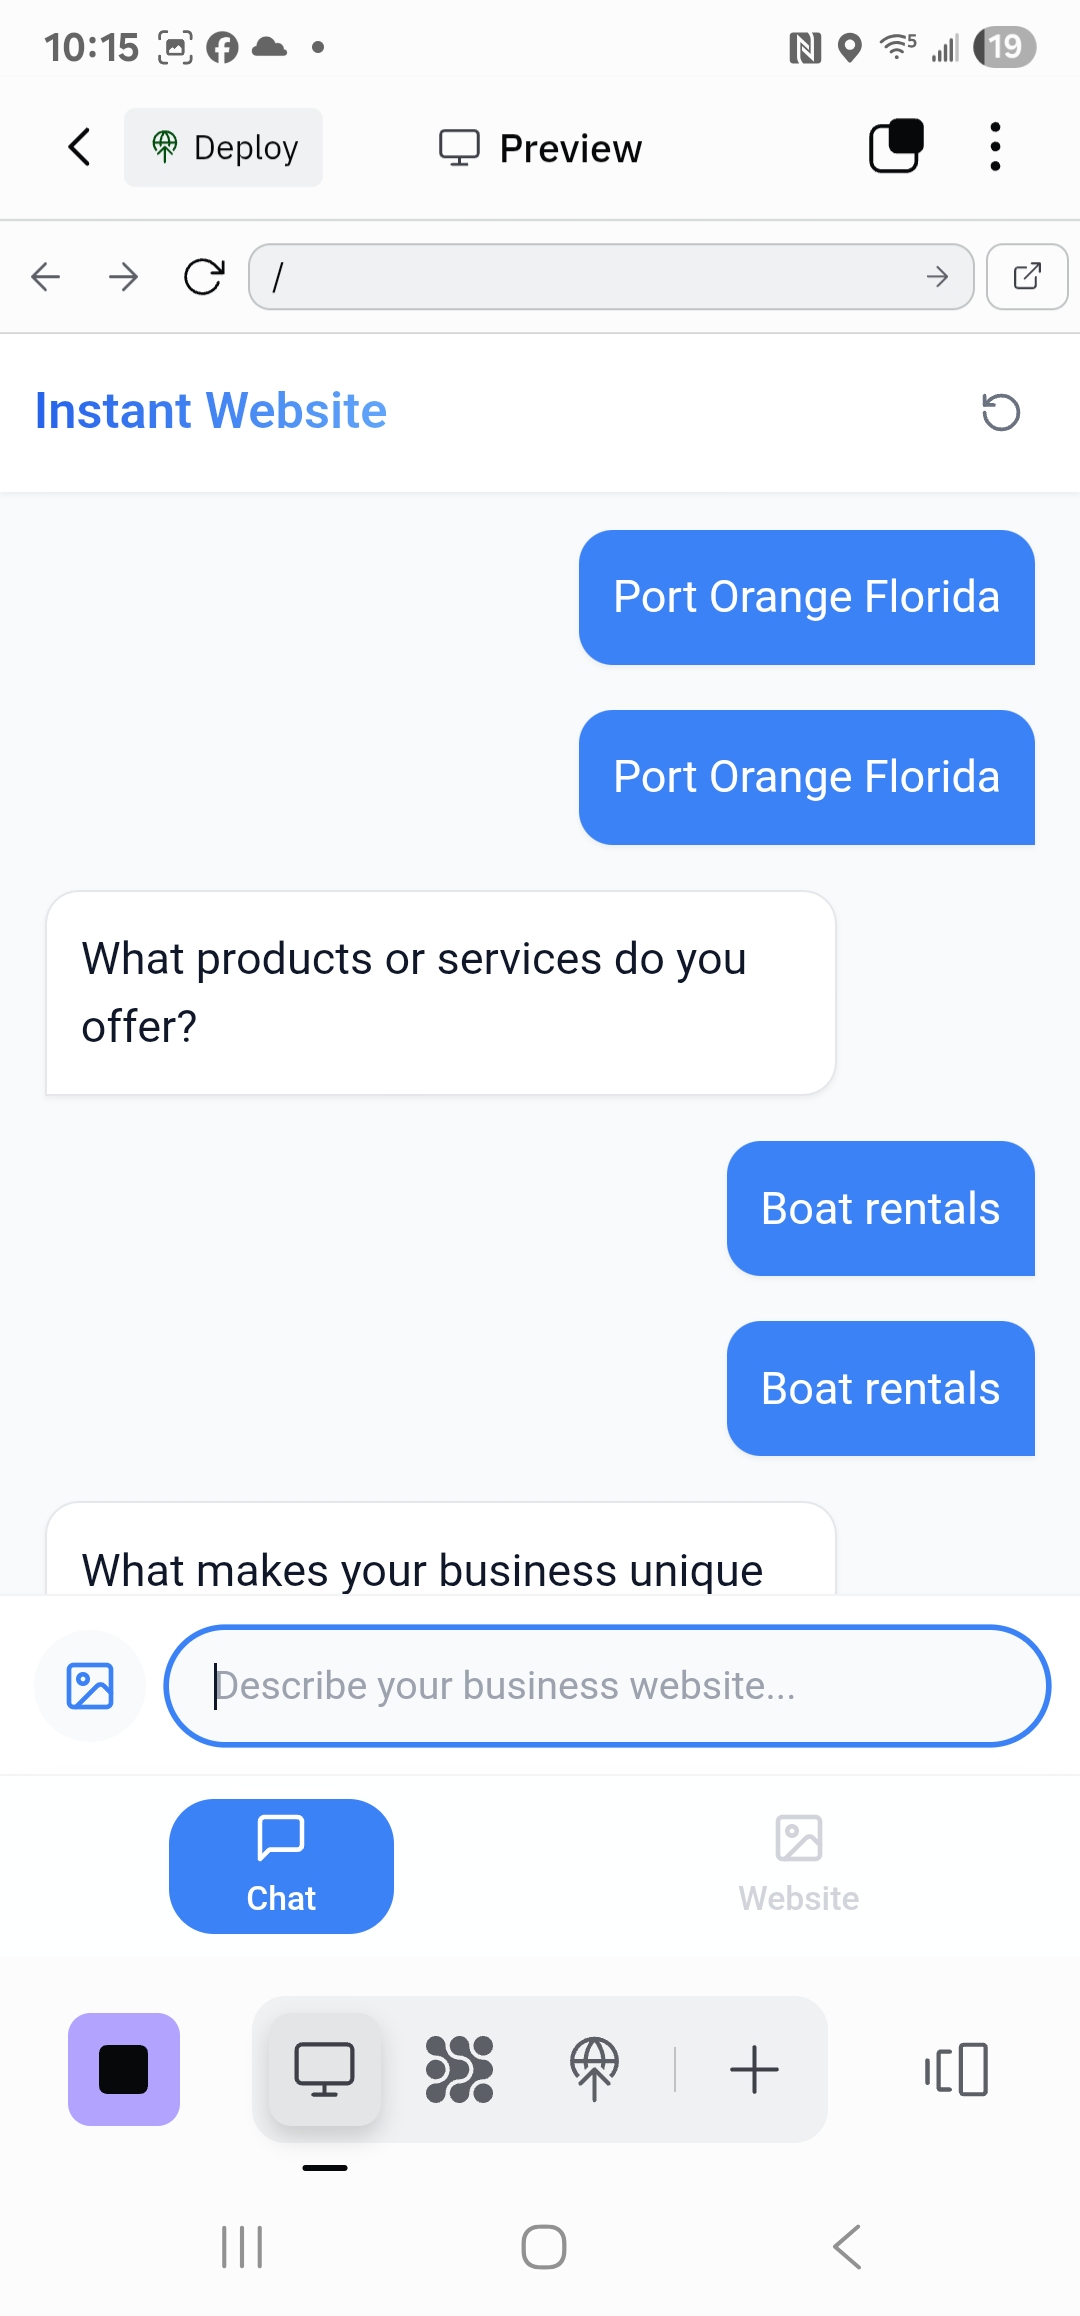 10:15
5
19
Deploy
Preview
/
Instant Website
Port Orange Florida
Port Orange Florida
What products or services do you
offer?
Boat rentals
Boat rentals
What makes your business unique
Describe your business website...
Chat
Website